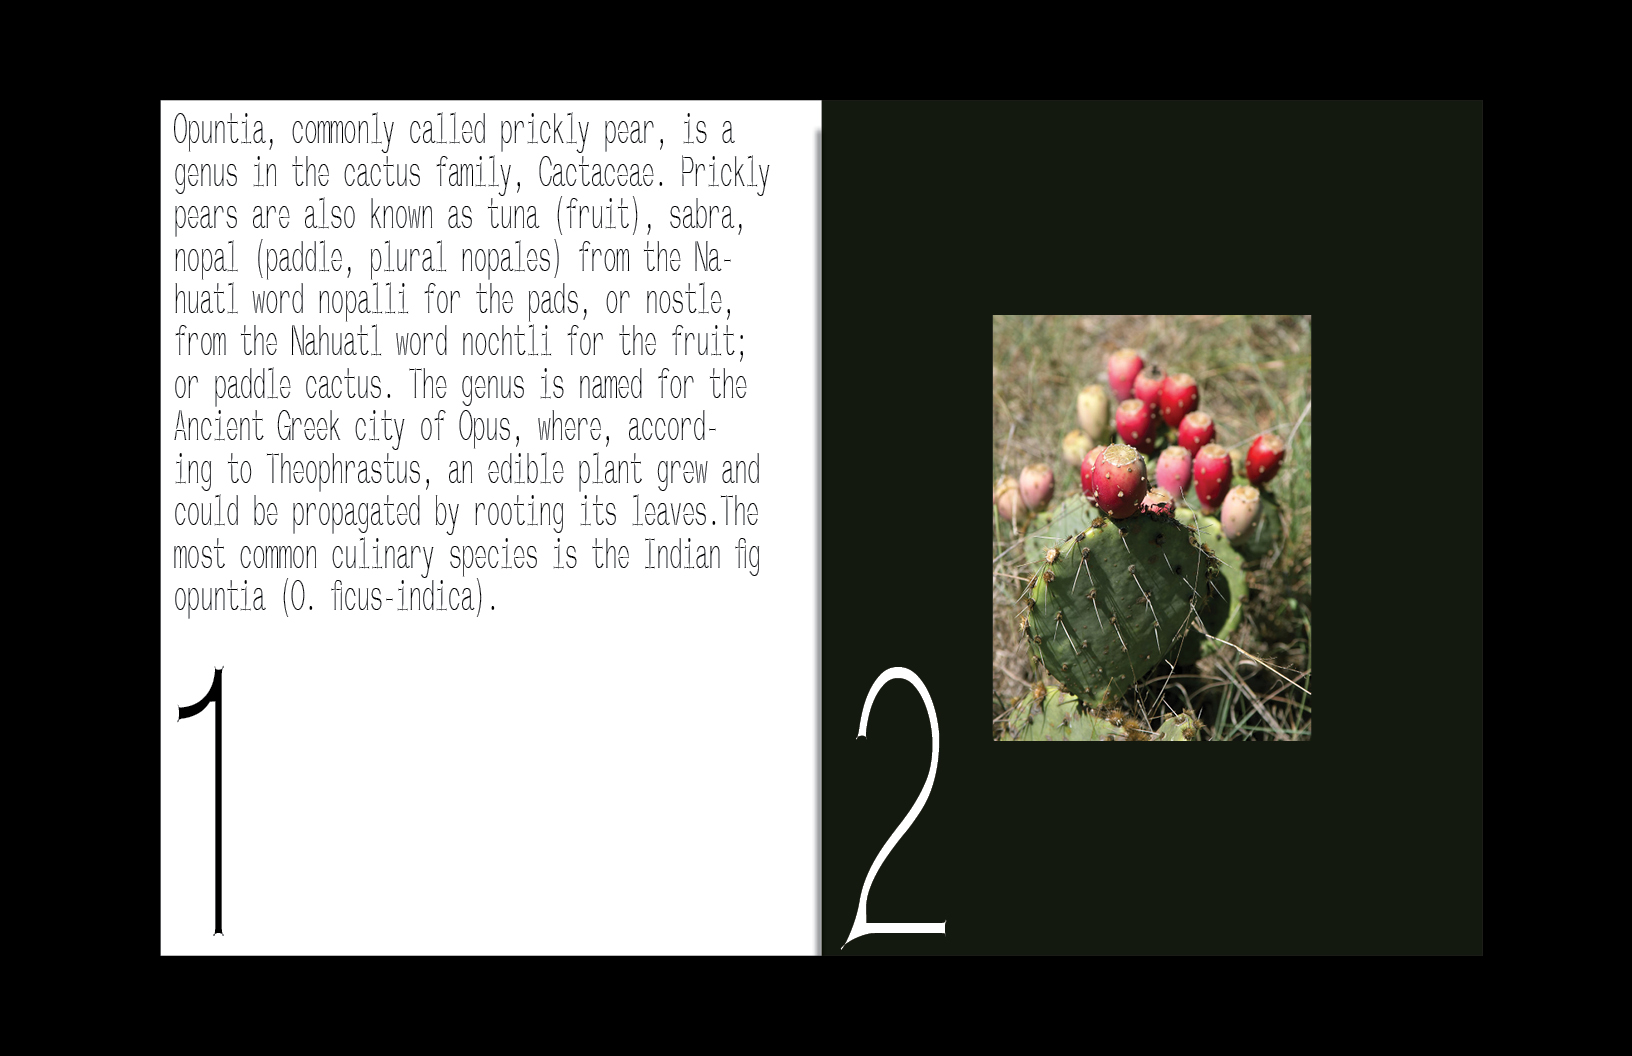 Opuntia, commonly called prickly pear, is a
genus in the cactus family, Cactaceae. Prickly
pears are also known as tuna (fruit), sabra,
nopal (paddle, plural nopales) from the Na-
huatl word nopalli for the pads, or nostle,
from the Nahuatl word nochtli for the fruit;
or paddle cactus. The genus is named for the
Ancient Greek city of Opus, where, accord-
ing to Theophrastus, an edible plant grew and
could be propagated by rooting its leaves.The
most common culinary species is the Indian fig
opuntia (O. ficus-indica).
1
2